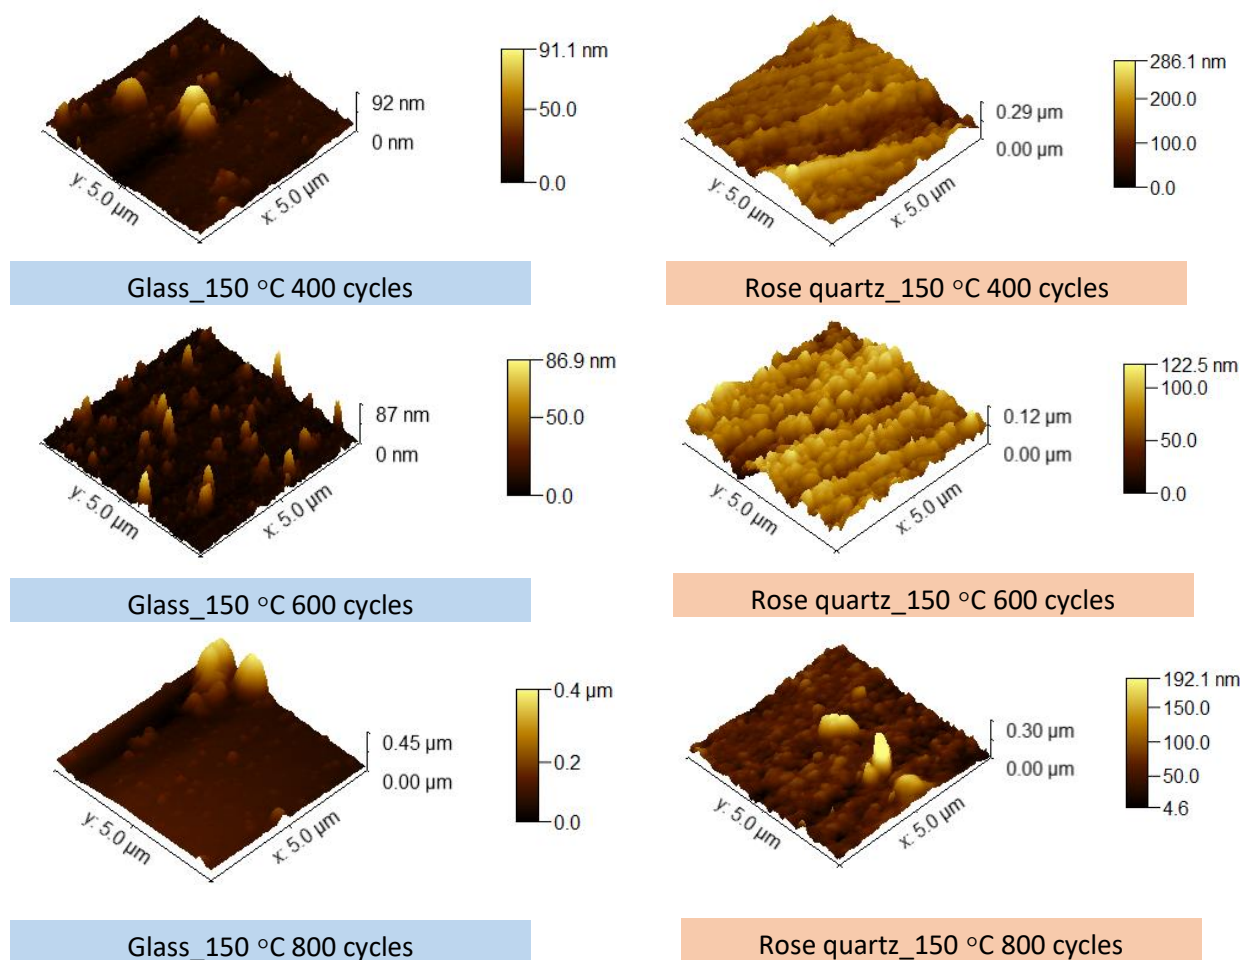 91.1 nm
50.0
0.0
92 nm
0 nm
y: 5.0 µm
x: 5.0 µm
Glass_150 °C 400 cycles
286.1 nm
200.0
100.0
0.0
0.29 µm
0.00 µm
y: 5.0 µm
x: 5.0 µm
Rose quartz_150 °C 400 cycles
86.9 nm
50.0
0.0
87 nm
0 nm
y: 5.0 µm
x: 5.0 µm
Glass_150 °C 600 cycles
122.5 nm
100.0
50.0
0.0
0.12 µm
0.00 µm
y: 5.0 µm
x: 5.0 µm
Rose quartz_150 °C 600 cycles
0.4 µm
0.2
0.0
0.45 µm
0.00 µm
y: 5.0 µm
x: 5.0 µm
Glass_150 °C 800 cycles
192.1 nm
150.0
100.0
50.0
4.6
0.30 µm
0.00 µm
y: 5.0 µm
x: 5.0 µm
Rose quartz_150 °C 800 cycles